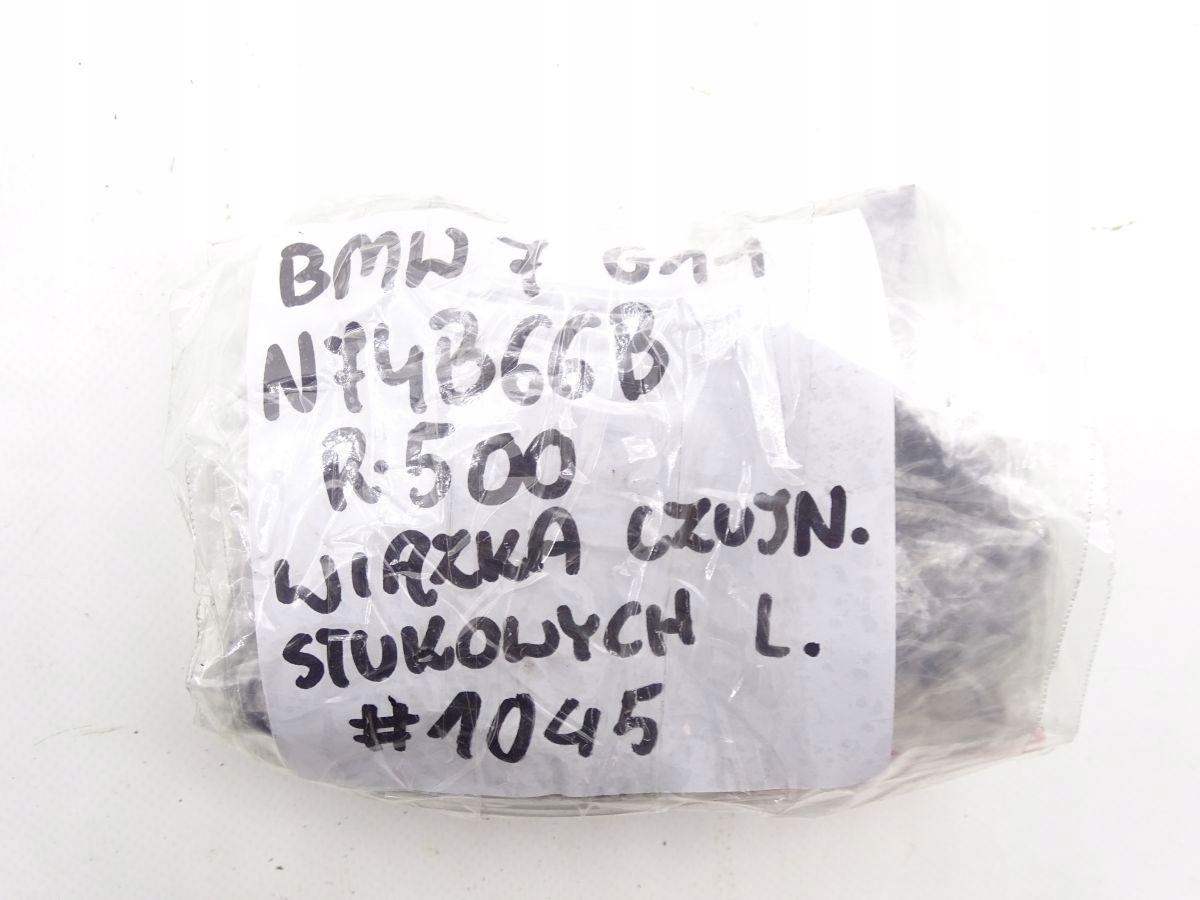 BMW 7 G11
N74B66B
R.500
WIĄZKA CZUJN.
STUKOWYCH L.
#1045